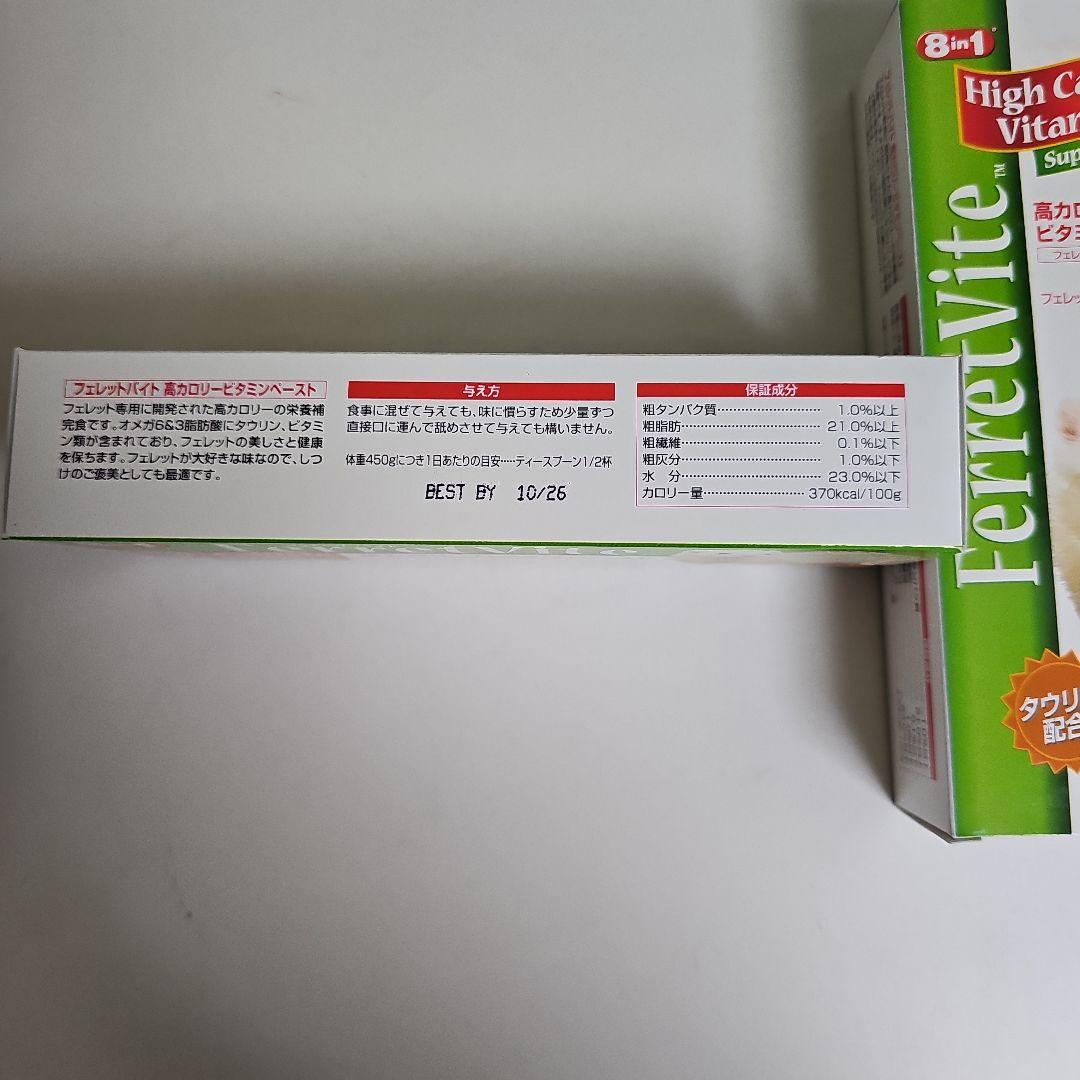 フェレットバイト 高カロリービタミンペースト
フェレット専用に開発された高カロリーの栄養補
完食です。オメガ6&3脂肪酸にタウリン、ビタミ
ン類が含まれており、フェレットの美しさと健康
を保ちます。フェレットが大好きな味なので、しつ
けのご褒美としても最適です。
与え方
食事に混ぜて与えても、味に慣らすため少量ずつ
直接口に運んで舐めさせて与えても構いません。
体重450gにつき1日あたりの目安‥‥ティースプーン1/2杯
BEST BY 10/26
保証成分
粗タンパク質 1.0%以上
粗脂肪 21.0%以上
粗繊維 0.1%以下
粗灰分 1.0%以下
水 分 23.0%以下
カロリー量 370kcal/100g
8in1
High Ca
Vitam
Sup
FerretVite™
高カロ
ビタミ
フェレ
フェレッ
タウリ
配合